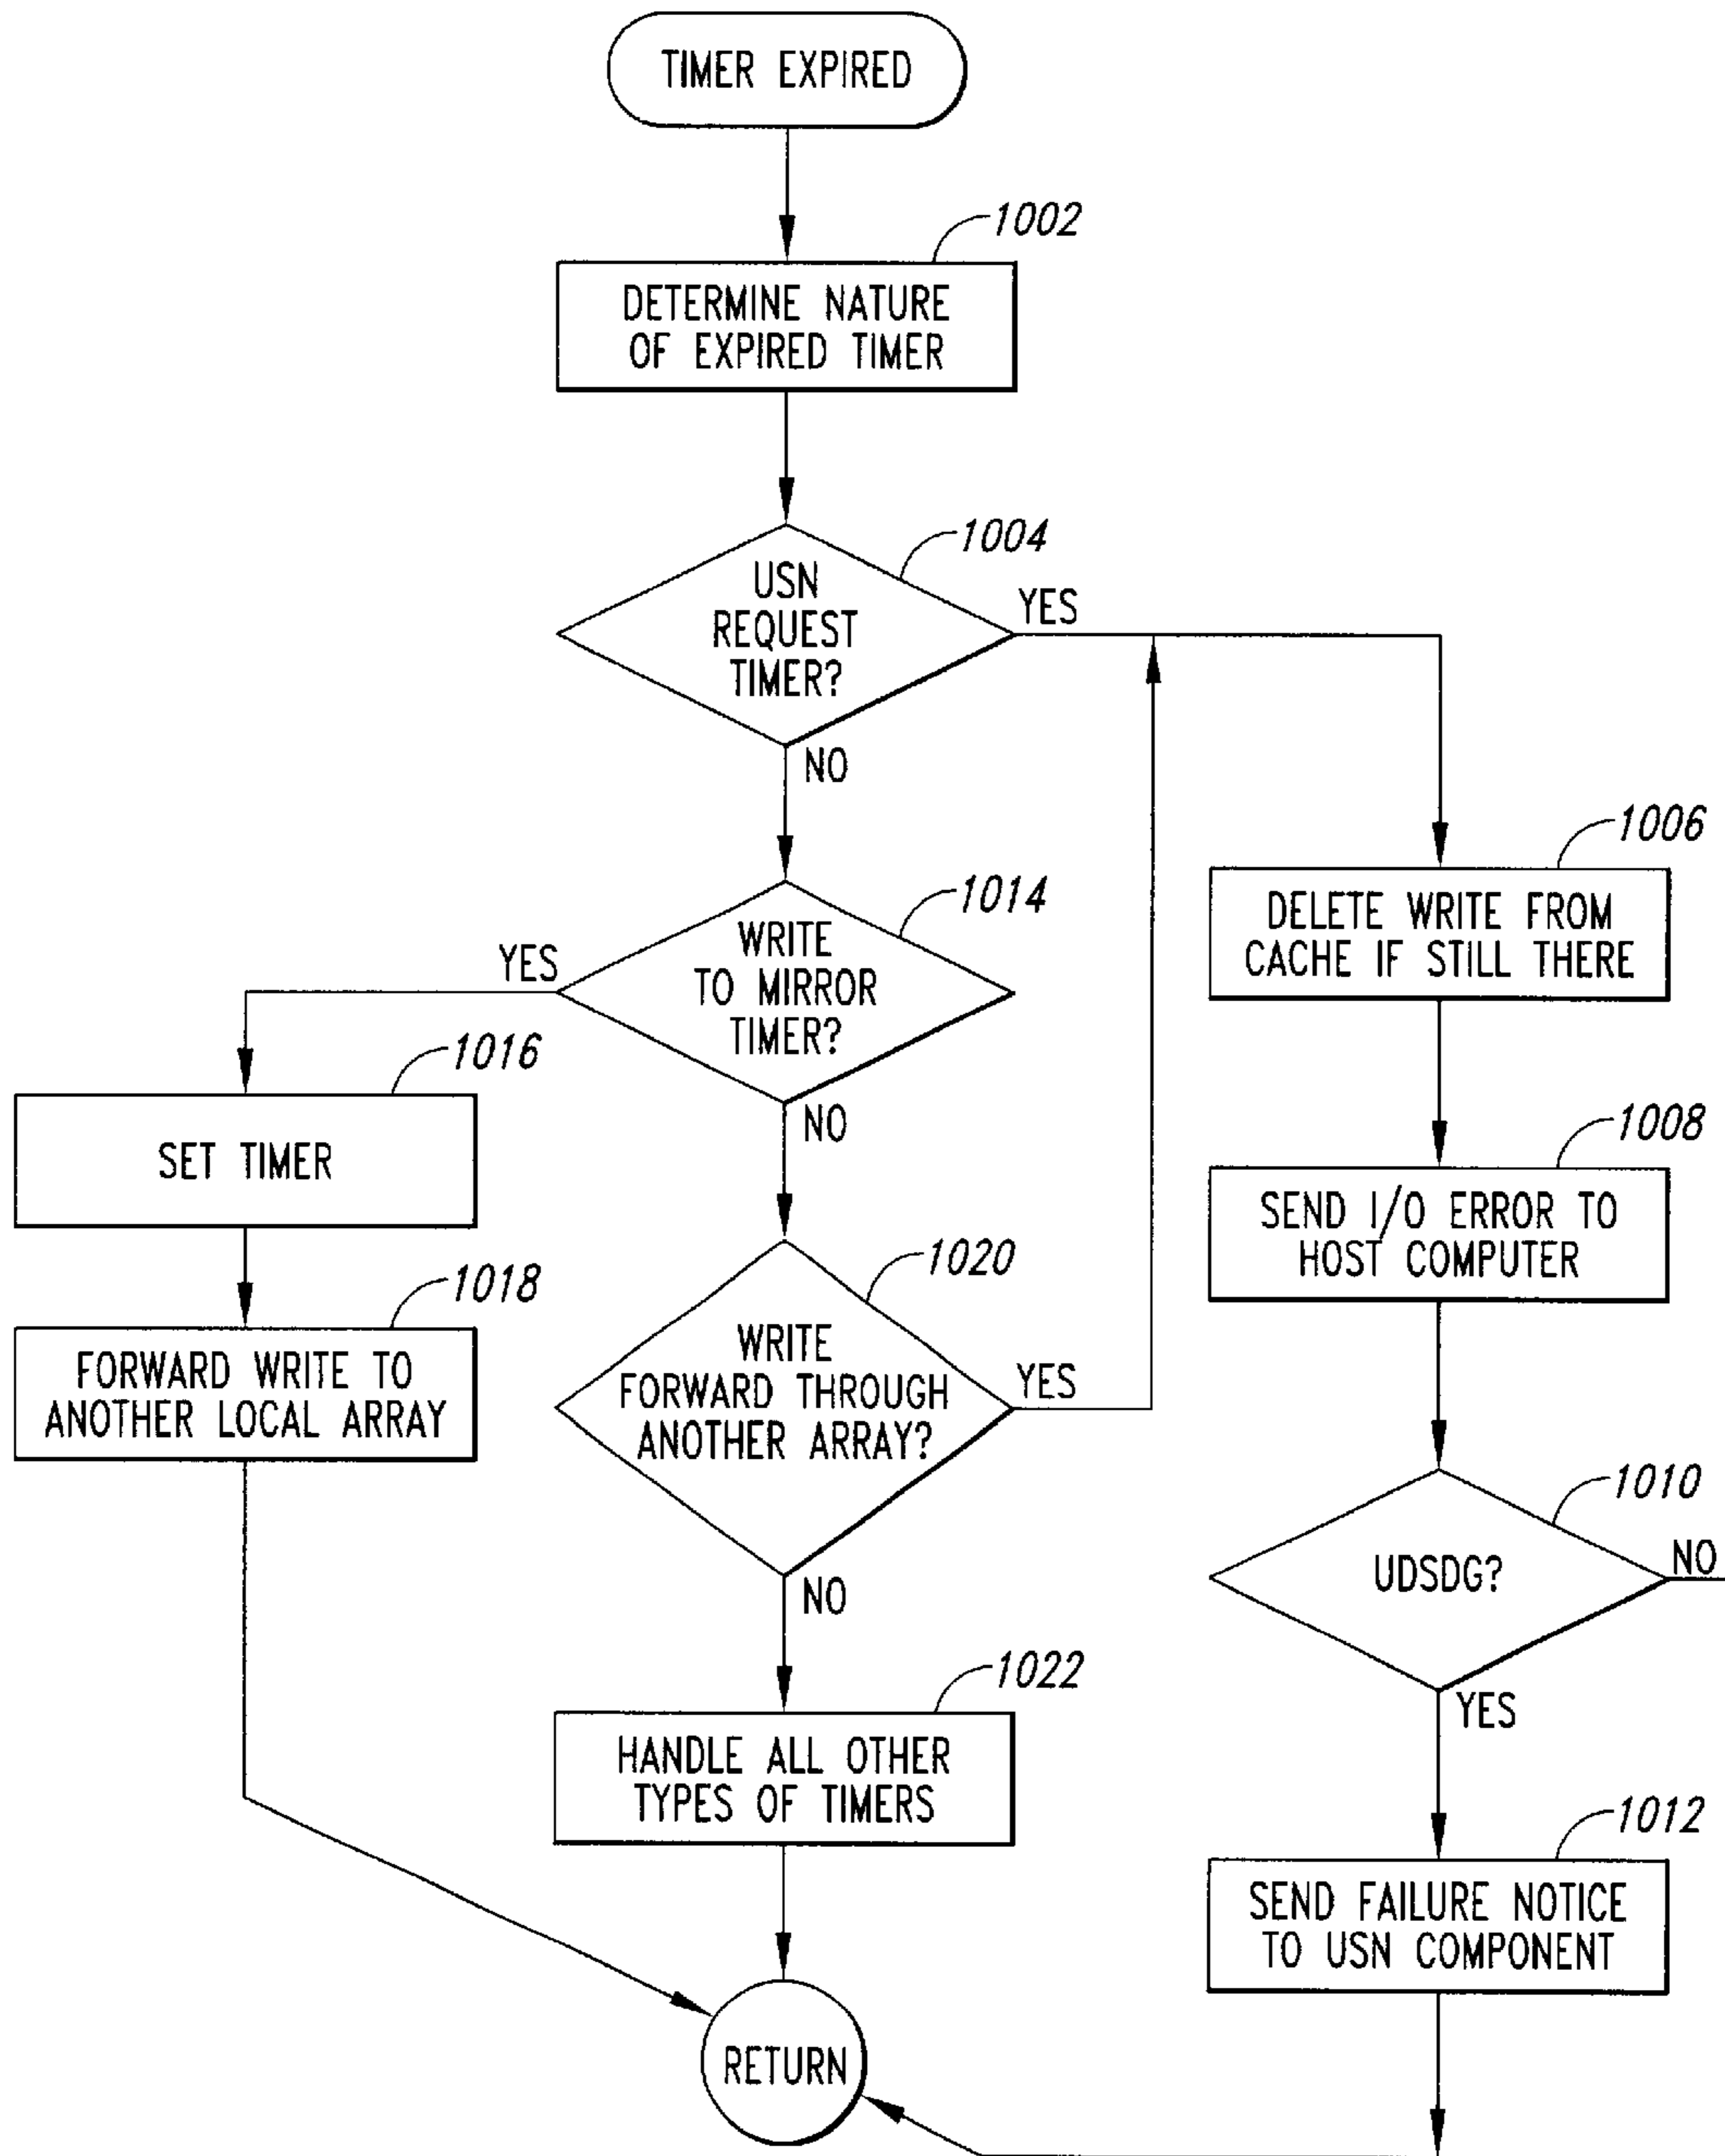 TIMER EXPIRED
1002
DETERMINE NATURE
OF EXPIRED TIMER
1004
USN
REQUEST
TIMER?
YES
NO
1006
DELETE WRITE FROM
CACHE IF STILL THERE
1014
WRITE
TO MIRROR
TIMER?
YES
NO
1016
SET TIMER
1008
SEND I/O ERROR TO
HOST COMPUTER
1018
FORWARD WRITE TO
ANOTHER LOCAL ARRAY
1020
WRITE
FORWARD THROUGH
ANOTHER ARRAY?
YES
NO
1010
UDSDG?
NO
YES
1022
HANDLE ALL OTHER
TYPES OF TIMERS
1012
SEND FAILURE NOTICE
TO USN COMPONENT
RETURN